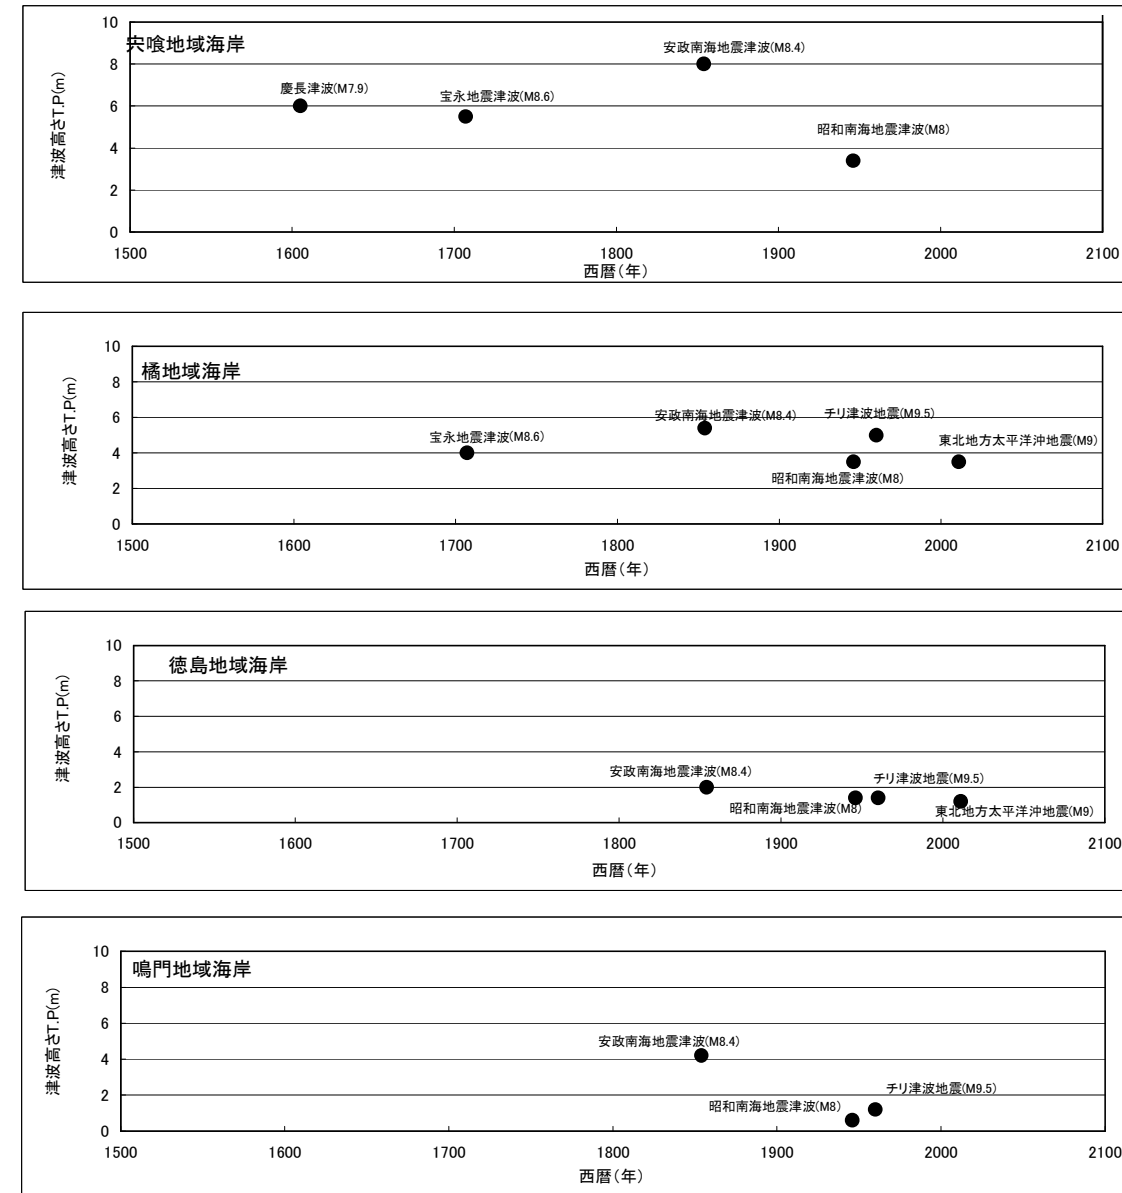 宍喰地域海岸
津波高さT.P(m)
10
8
6
4
2
0
慶長津波(M7.9)
宝永地震津波(M8.6)
安政南海地震津波(M8.4)
昭和南海地震津波(M8)
1500 1600 1700 1800 1900 2000 2100
西暦(年)
橘地域海岸
津波高さT.P(m)
10
8
6
4
2
0
宝永地震津波(M8.6)
安政南海地震津波(M8.4)
チリ津波地震(M9.5)
昭和南海地震津波(M8)
東北地方太平洋沖地震(M9)
1500 1600 1700 1800 1900 2000 2100
西暦(年)
徳島地域海岸
津波高さT.P(m)
10
8
6
4
2
0
安政南海地震津波(M8.4)
昭和南海地震津波(M8)
チリ津波地震(M9.5)
東北地方太平洋沖地震(M9)
1500 1600 1700 1800 1900 2000 2100
西暦(年)
鳴門地域海岸
津波高さT.P(m)
10
8
6
4
2
0
安政南海地震津波(M8.4)
昭和南海地震津波(M8)
チリ津波地震(M9.5)
1500 1600 1700 1800 1900 2000 2100
西暦(年)